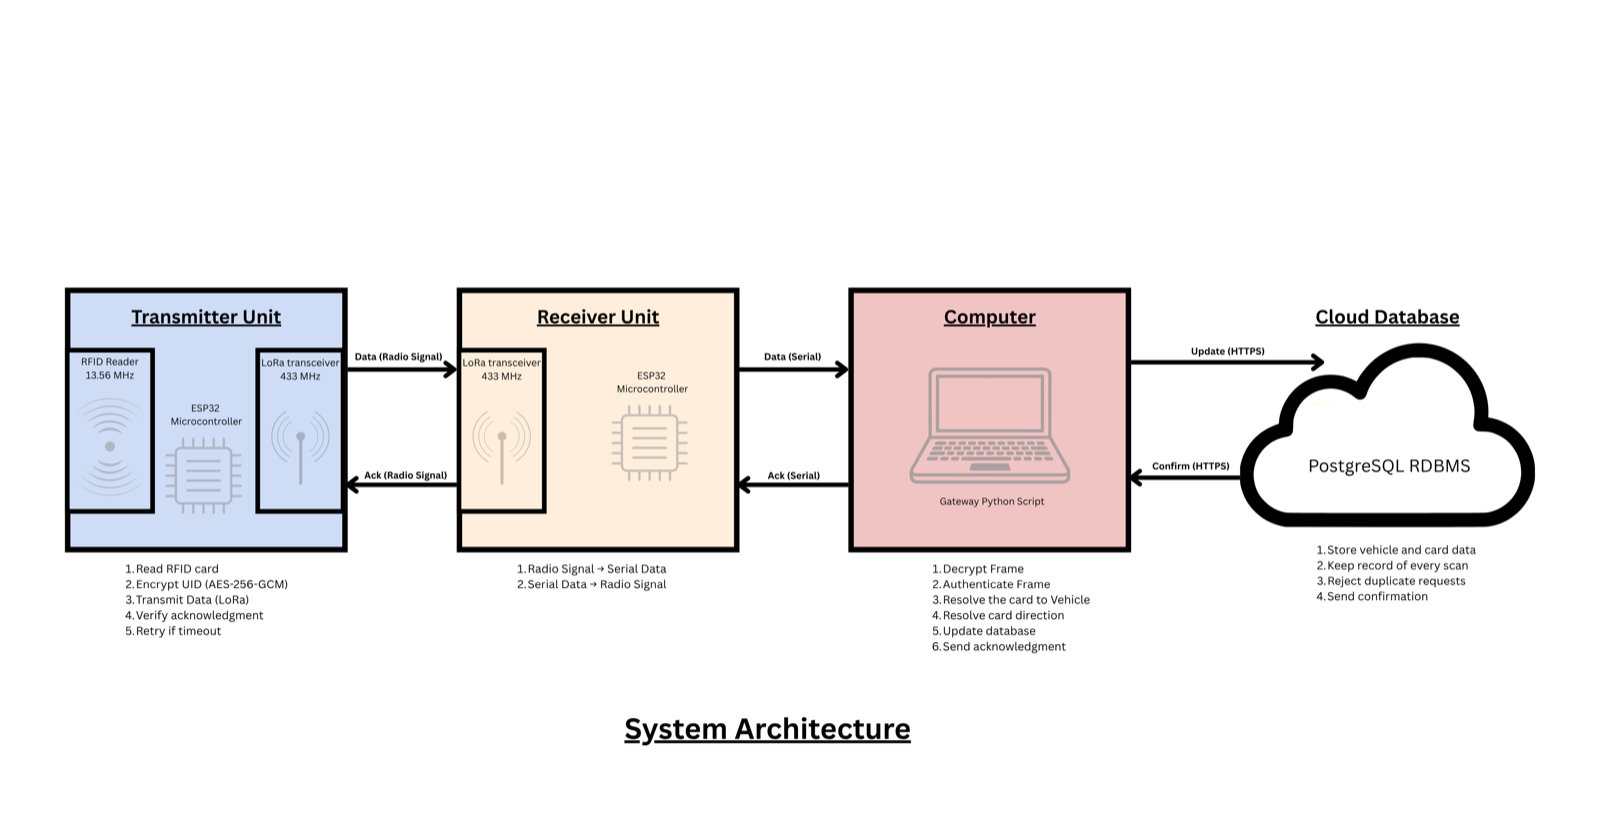 Transmitter Unit
RFID Reader
13.56 MHz
ESP32
Microcontroller
LoRa transceiver
433 MHz
1. Read RFID card
2. Encrypt UID (AES-256-GCM)
3. Transmit Data (LoRa)
4. Verify acknowledgment
5. Retry if timeout
Data (Radio Signal)
Ack (Radio Signal)
Receiver Unit
LoRa transceiver
433 MHz
ESP32
Microcontroller
1. Radio Signal → Serial Data
2. Serial Data → Radio Signal
Data (Serial)
Ack (Serial)
Computer
Gateway Python Script
1. Decrypt Frame
2. Authenticate Frame
3. Resolve the card to Vehicle
4. Resolve card direction
5. Update database
6. Send acknowledgment
Update (HTTPS)
Confirm (HTTPS)
Cloud Database
PostgreSQL RDBMS
1. Store vehicle and card data
2. Keep record of every scan
3. Reject duplicate requests
4. Send confirmation
System Architecture